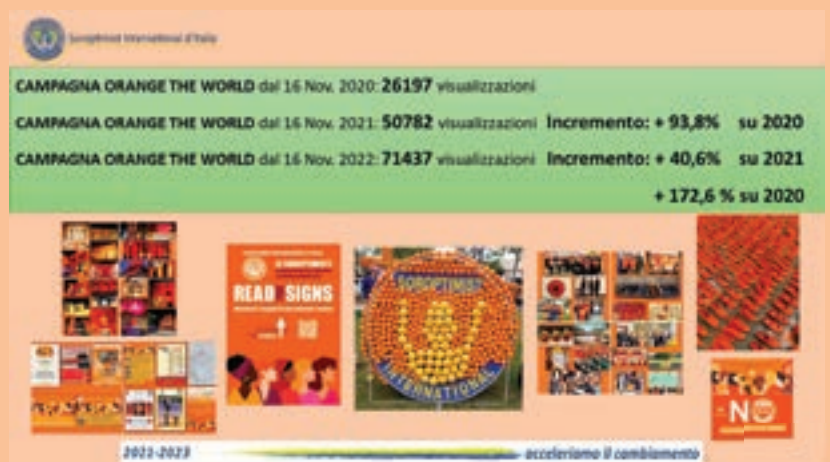 Soroptimist International d'Italia
CAMPAGNA ORANGE THE WORLD dal 16 Nov. 2020: 26197 visualizzazioni
CAMPAGNA ORANGE THE WORLD dal 16 Nov. 2021: 50782 visualizzazioni Incremento: + 93,8% su 2020
CAMPAGNA ORANGE THE WORLD dal 16 Nov. 2022: 71437 visualizzazioni Incremento: + 40,6% su 2021
+ 172,6 % su 2020
READ SIGNS
SOROPTIMIST
INTERNATIONAL
NO
2021-2023
acceleriamo il cambiamento